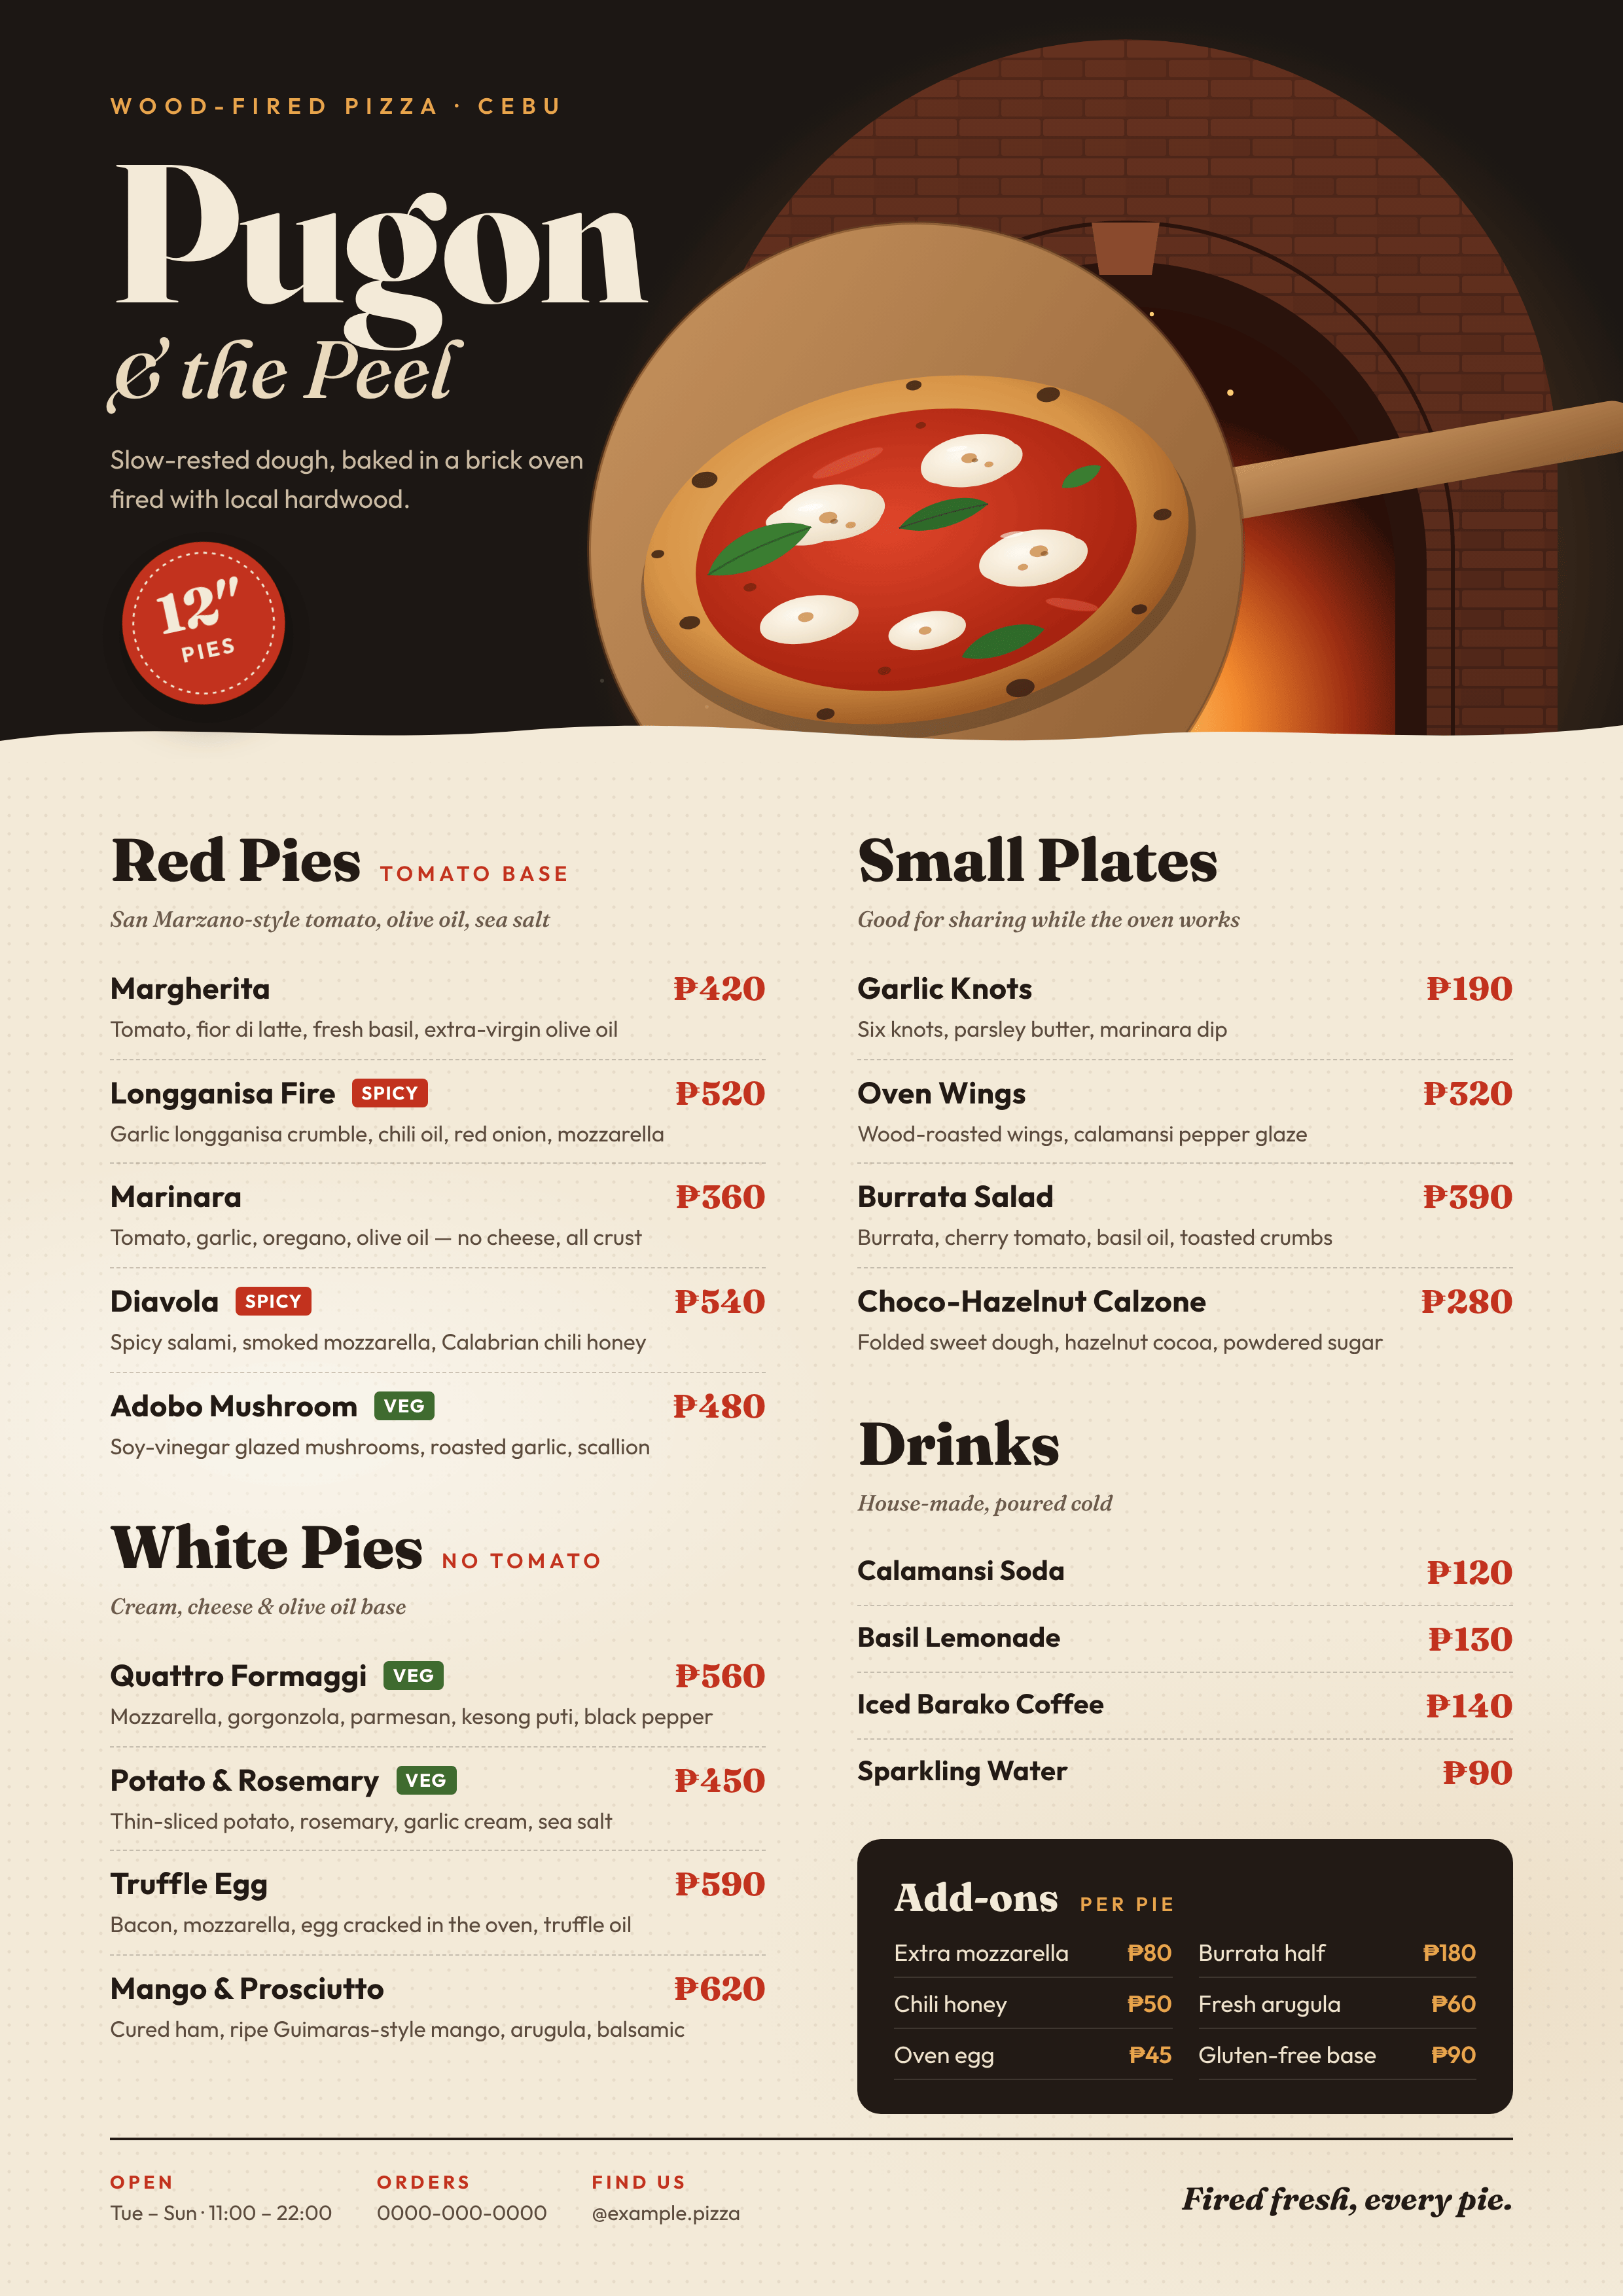 WOOD-FIRED PIZZA · CEBU
Pugon
& the Peel
Slow-rested dough, baked in a brick oven
fired with local hardwood.
12"
PIES
Red Pies TOMATO BASE
San Marzano-style tomato, olive oil, sea salt
Margherita ₱420
Tomato, fior di latte, fresh basil, extra-virgin olive oil
Longganisa Fire SPICY ₱520
Garlic longganisa crumble, chili oil, red onion, mozzarella
Marinara ₱360
Tomato, garlic, oregano, olive oil — no cheese, all crust
Diavola SPICY ₱540
Spicy salami, smoked mozzarella, Calabrian chili honey
Adobo Mushroom VEG ₱480
Soy-vinegar glazed mushrooms, roasted garlic, scallion
White Pies NO TOMATO
Cream, cheese & olive oil base
Quattro Formaggi VEG ₱560
Mozzarella, gorgonzola, parmesan, kesong puti, black pepper
Potato & Rosemary VEG ₱450
Thin-sliced potato, rosemary, garlic cream, sea salt
Truffle Egg ₱590
Bacon, mozzarella, egg cracked in the oven, truffle oil
Mango & Prosciutto ₱620
Cured ham, ripe Guimaras-style mango, arugula, balsamic
Small Plates
Good for sharing while the oven works
Garlic Knots ₱190
Six knots, parsley butter, marinara dip
Oven Wings ₱320
Wood-roasted wings, calamansi pepper glaze
Burrata Salad ₱390
Burrata, cherry tomato, basil oil, toasted crumbs
Choco-Hazelnut Calzone ₱280
Folded sweet dough, hazelnut cocoa, powdered sugar
Drinks
House-made, poured cold
Calamansi Soda ₱120
Basil Lemonade ₱130
Iced Barako Coffee ₱140
Sparkling Water ₱90
Add-ons PER PIE
Extra mozzarella ₱80 Burrata half ₱180
Chili honey ₱50 Fresh arugula ₱60
Oven egg ₱45 Gluten-free base ₱90
OPEN
Tue – Sun · 11:00 – 22:00
ORDERS
0000-000-0000
FIND US
@example.pizza
Fired fresh, every pie.